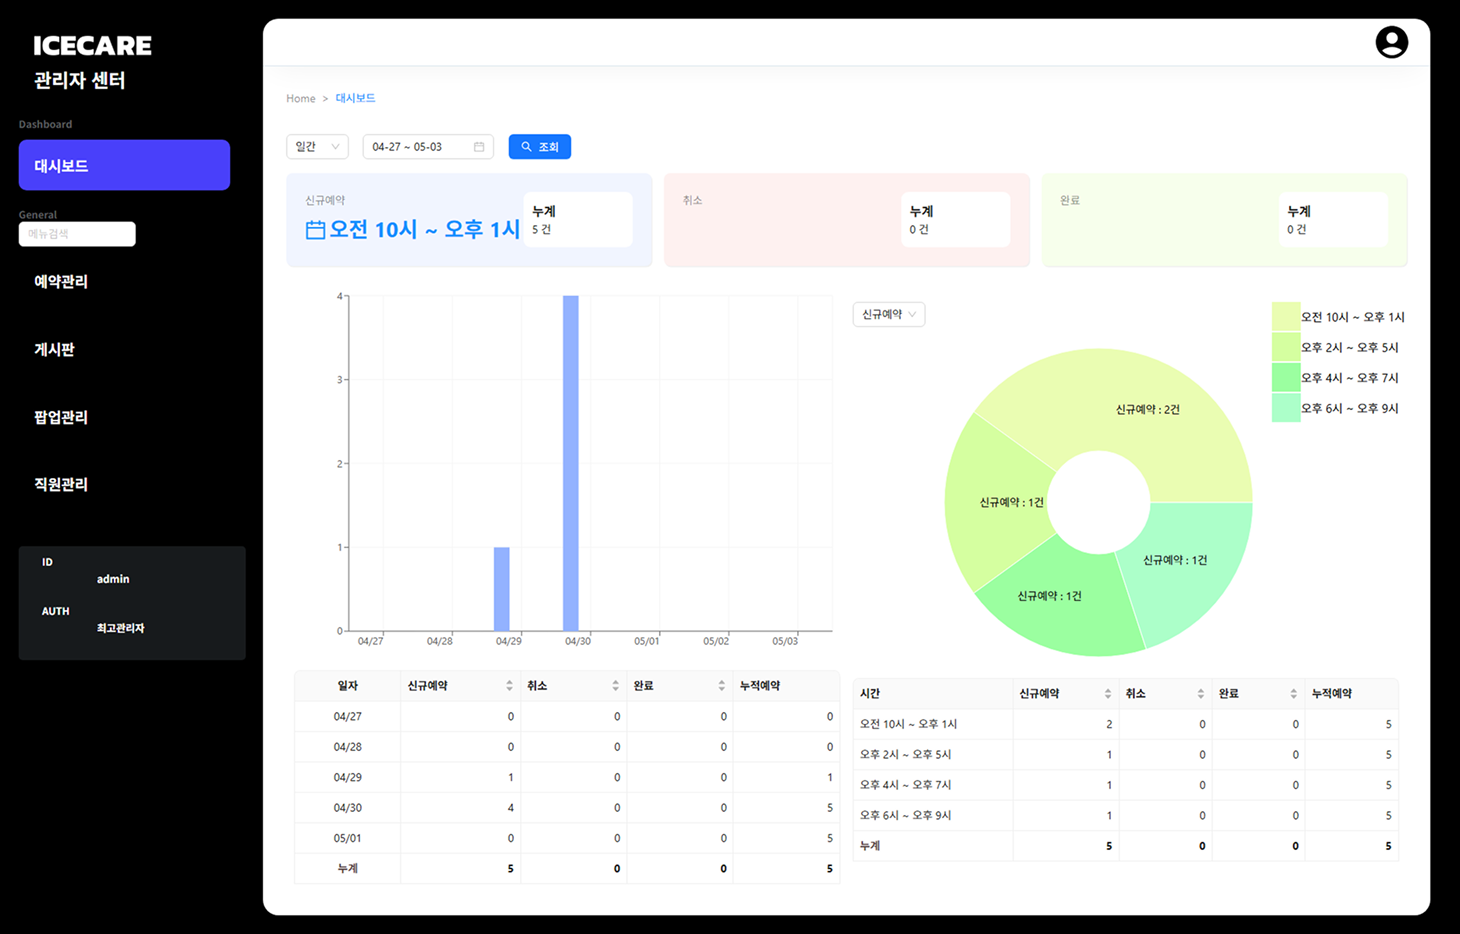 ICECARE
관리자 센터
Dashboard
대시보드
General
메뉴검색
예약관리
게시판
팝업관리
직원관리
ID
admin
AUTH
최고관리자
Home > 대시보드
일간
04-27 ~ 05-03
조회
신규예약
오전 10시 ~ 오후 1시
누계
5 건
취소
누계
0 건
완료
누계
0 건
4
3
2
1
0
04/27 04/28 04/29 04/30 05/01 05/02 05/03
신규예약
신규예약 : 2건
신규예약 : 1건
신규예약 : 1건
신규예약 : 1건
오전 10시 ~ 오후 1시
오후 2시 ~ 오후 5시
오후 4시 ~ 오후 7시
오후 6시 ~ 오후 9시
일자 신규예약 취소 완료 누적예약
04/27 0 0 0 0
04/28 0 0 0 0
04/29 1 0 0 1
04/30 4 0 0 5
05/01 0 0 0 5
누계 5 0 0 5
시간 신규예약 취소 완료 누적예약
오전 10시 ~ 오후 1시 2 0 0 5
오후 2시 ~ 오후 5시 1 0 0 5
오후 4시 ~ 오후 7시 1 0 0 5
오후 6시 ~ 오후 9시 1 0 0 5
누계 5 0 0 5